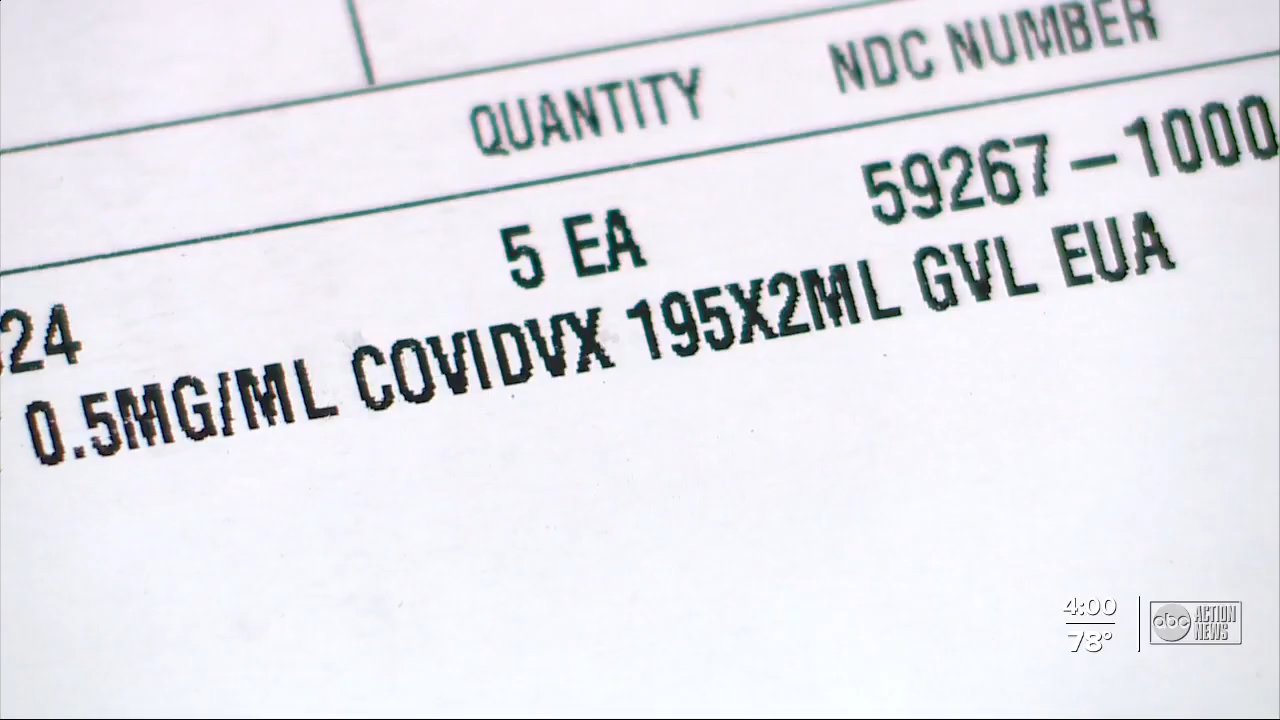 QUANTITY NDC NUMBER
5 EA 59267-1000
24
0.5MG/ML COVIDVX 195X2ML GVL EUA
4:00
78°
abc ACTION NEWS